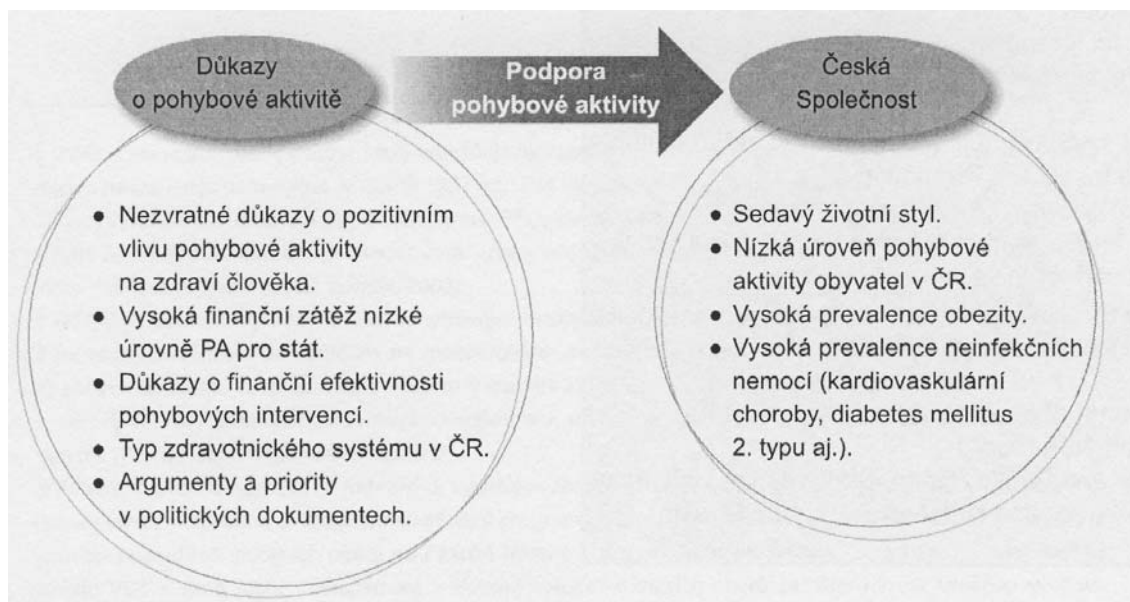 Důkazy
o pohybové aktivitě
Podpora
pohybové aktivity
Česká
Společnost
● Nezvratné důkazy o pozitivním
vlivu pohybové aktivity
na zdraví člověka.
● Vysoká finanční zátěž nízké
úrovně PA pro stát.
● Důkazy o finanční efektivnosti
pohybových intervencí.
● Typ zdravotnického systému v ČR.
● Argumenty a priority
v politických dokumentech.
● Sedavý životní styl.
● Nízká úroveň pohybové
aktivity obyvatel v ČR.
● Vysoká prevalence obezity.
● Vysoká prevalence neinfekčních
nemocí (kardiovaskulární
choroby, diabetes mellitus
2. typu aj.).